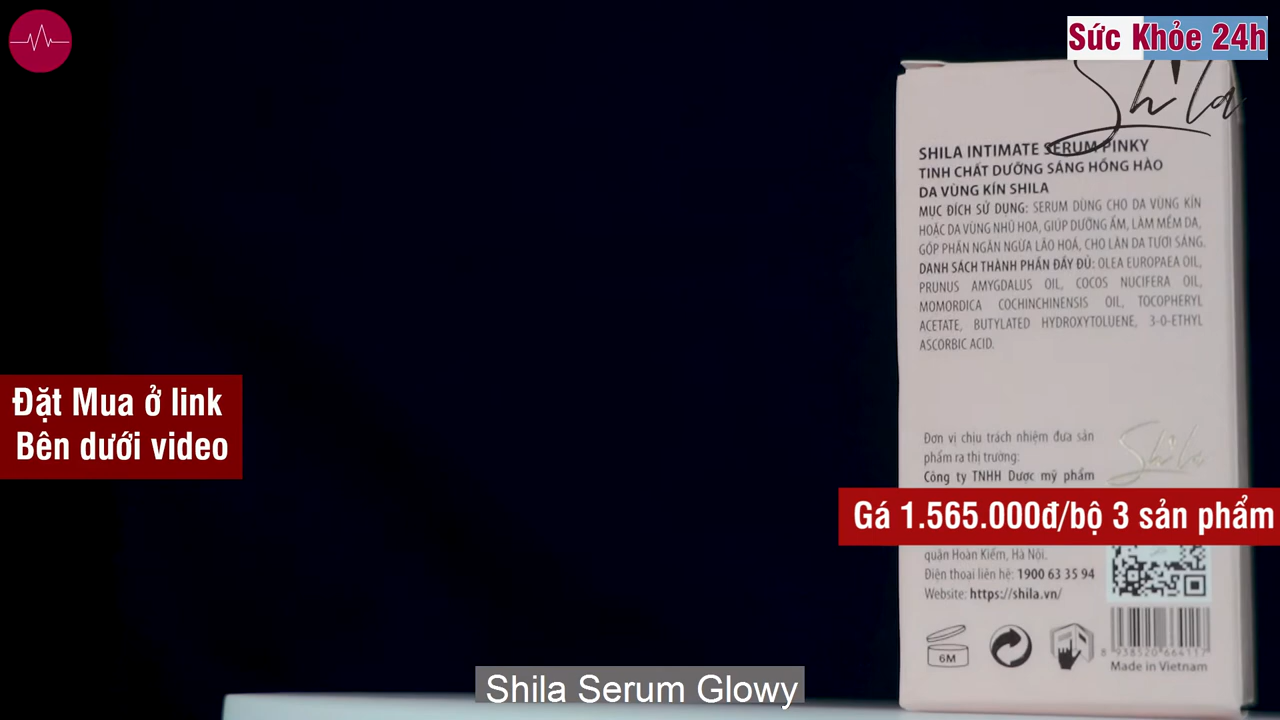 Sức Khỏe 24h
Shila
SHILA INTIMATE SERUM PINKY
TINH CHẤT DƯỠNG SÁNG HỒNG HÀO
DA VÙNG KÍN SHILA
MỤC ĐÍCH SỬ DỤNG: SERUM DÙNG CHO DA VÙNG KÍN
HOẶC DA VÙNG NHŨ HOA, GIÚP DƯỠNG ẨM, LÀM MỀM DA,
GÓP PHẦN NGĂN NGỪA LÃO HOÁ, CHO LÀN DA TƯƠI SÁNG.
DANH SÁCH THÀNH PHẦN ĐẦY ĐỦ: OLEA EUROPAEA OIL,
PRUNUS AMYGDALUS OIL, COCOS NUCIFERA OIL,
MOMORDICA COCHINCHINENSIS OIL, TOCOPHERYL
ACETATE, BUTYLATED HYDROXYTOLUENE, 3-O-ETHYL
ASCORBIC ACID.
Đặt Mua ở link
Bên dưới video
Đơn vị chịu trách nhiệm đưa sản
phẩm ra thị trường:
Công ty TNHH Dược mỹ phẩm
Shila
Gá 1.565.000đ/bộ 3 sản phẩm
quận Hoàn Kiếm, Hà Nội.
Điện thoại liên hệ: 1900 63 35 94
Website: https://shila.vn/
6M
8 938520 664117
Made in Vietnam
Shila Serum Glowy